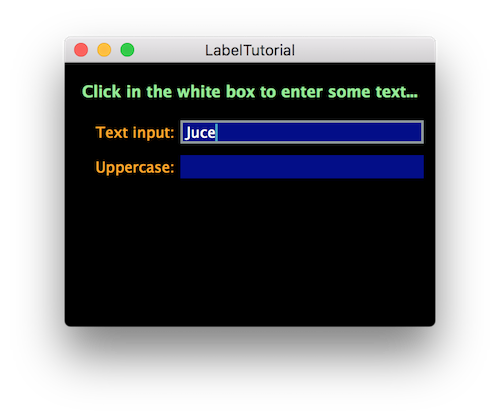 LabelTutorial
Click in the white box to enter some text...
Text input: Juce
Uppercase: